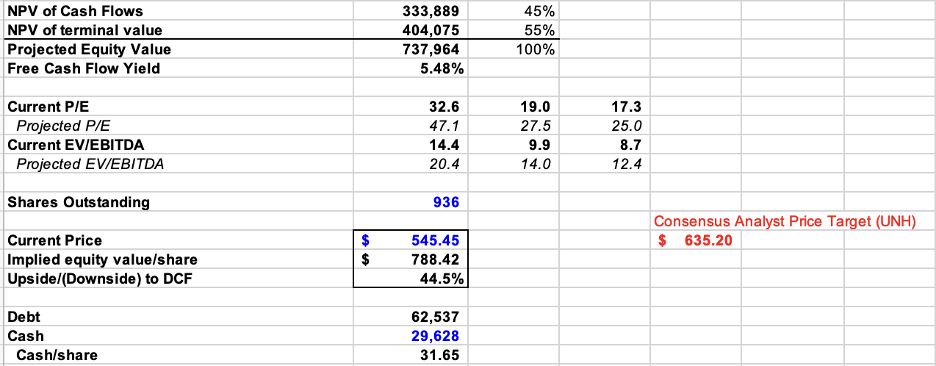 NPV of Cash Flows 333,889 45%
NPV of terminal value 404,075 55%
Projected Equity Value 737,964 100%
Free Cash Flow Yield 5.48%
Current P/E 32.6 19.0 17.3
Projected P/E 47.1 27.5 25.0
Current EV/EBITDA 14.4 9.9 8.7
Projected EV/EBITDA 20.4 14.0 12.4
Shares Outstanding 936
Consensus Analyst Price Target (UNH)
Current Price $ 545.45 $ 635.20
Implied equity value/share $ 788.42
Upside/(Downside) to DCF 44.5%
Debt 62,537
Cash 29,628
Cash/share 31.65